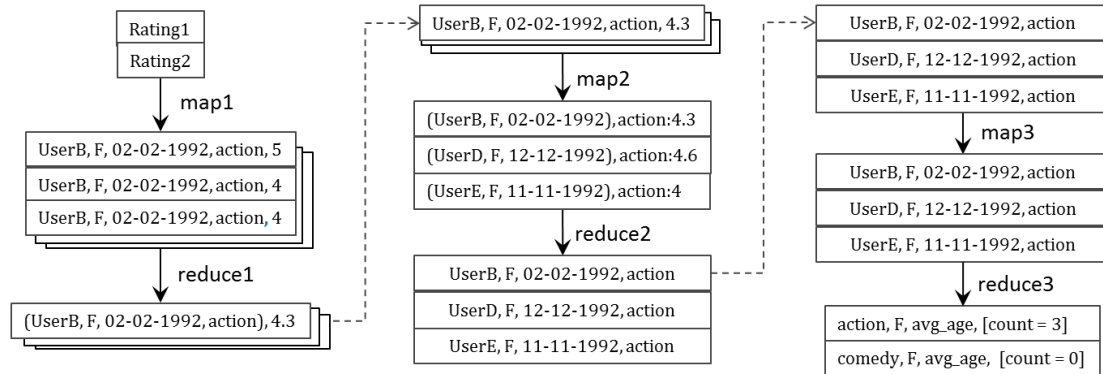 Rating1
Rating2
map1
UserB, F, 02-02-1992, action, 5
UserB, F, 02-02-1992, action, 4
UserB, F, 02-02-1992, action, 4
reduce1
(UserB, F, 02-02-1992, action), 4.3
UserB, F, 02-02-1992, action, 4.3
map2
(UserB, F, 02-02-1992), action:4.3
(UserD, F, 12-12-1992), action:4.6
(UserE, F, 11-11-1992), action:4
reduce2
UserB, F, 02-02-1992, action
UserD, F, 12-12-1992, action
UserE, F, 11-11-1992, action
UserB, F, 02-02-1992, action
UserD, F, 12-12-1992, action
UserE, F, 11-11-1992, action
map3
UserB, F, 02-02-1992, action
UserD, F, 12-12-1992, action
UserE, F, 11-11-1992, action
reduce3
action, F, avg_age, [count = 3]
comedy, F, avg_age, [count = 0]